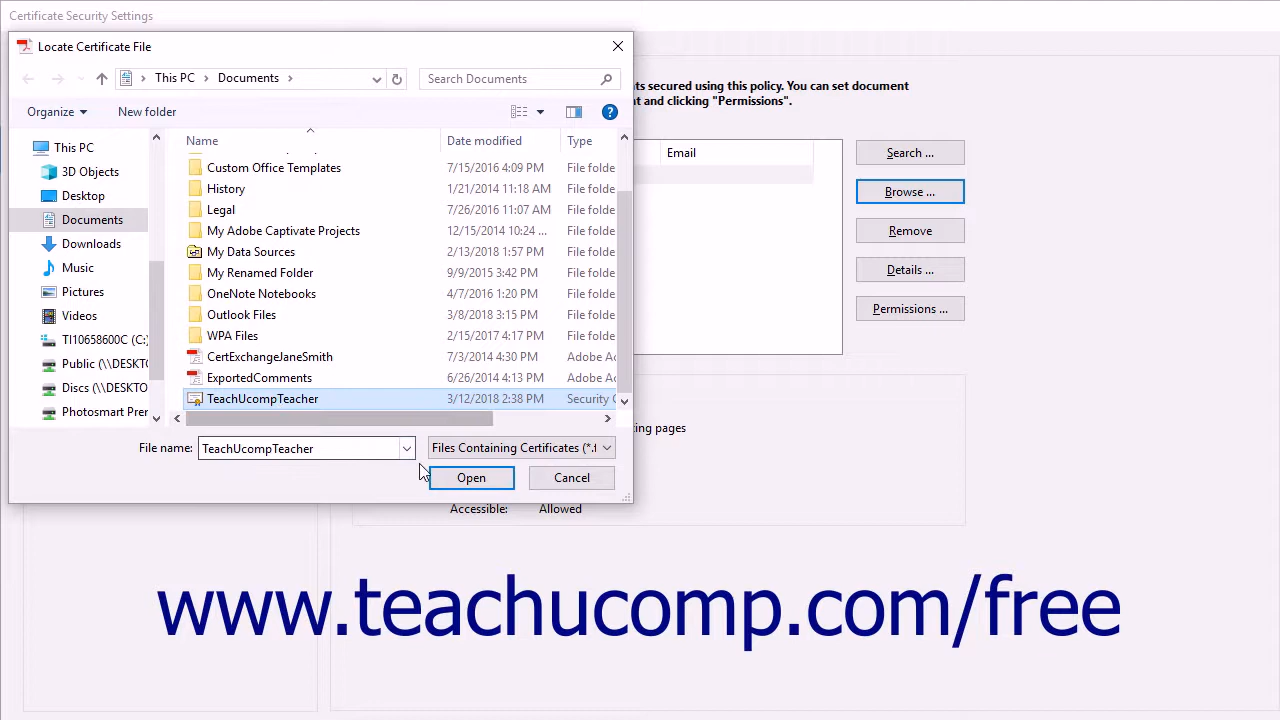 Certificate Security Settings
Locate Certificate File
This PC
Documents
Search Documents
Organize
New folder
ts secured using this policy. You can set document
t and clicking "Permissions".
Name
Date modified
Type
This PC
3D Objects
Desktop
Documents
Downloads
Music
Pictures
Videos
TI10658600C (C:)
Public (\\DESKTO
Discs (\\DESKTO
Photosmart Prem
Custom Office Templates 7/15/2016 4:09 PM File folde
History 1/21/2014 11:18 AM File folde
Legal 7/26/2016 11:07 AM File folde
My Adobe Captivate Projects 12/15/2014 10:24 ... File folde
My Data Sources 2/13/2018 1:57 PM File folde
My Renamed Folder 9/9/2015 3:42 PM File folde
OneNote Notebooks 4/7/2016 1:20 PM File folde
Outlook Files 3/8/2018 3:15 PM File folde
WPA Files 2/15/2017 4:17 PM File folde
CertExchangeJaneSmith 7/3/2014 4:30 PM Adobe Ac
ExportedComments 6/26/2014 4:13 PM Adobe Ac
TeachUcompTeacher 3/12/2018 2:38 PM Security C
File name: TeachUcompTeacher
Files Containing Certificates (*.f
Open
Cancel
Email
Search ...
Browse ...
Remove
Details ...
Permissions ...
ting pages
Accessible: Allowed
www.teachucomp.com/free